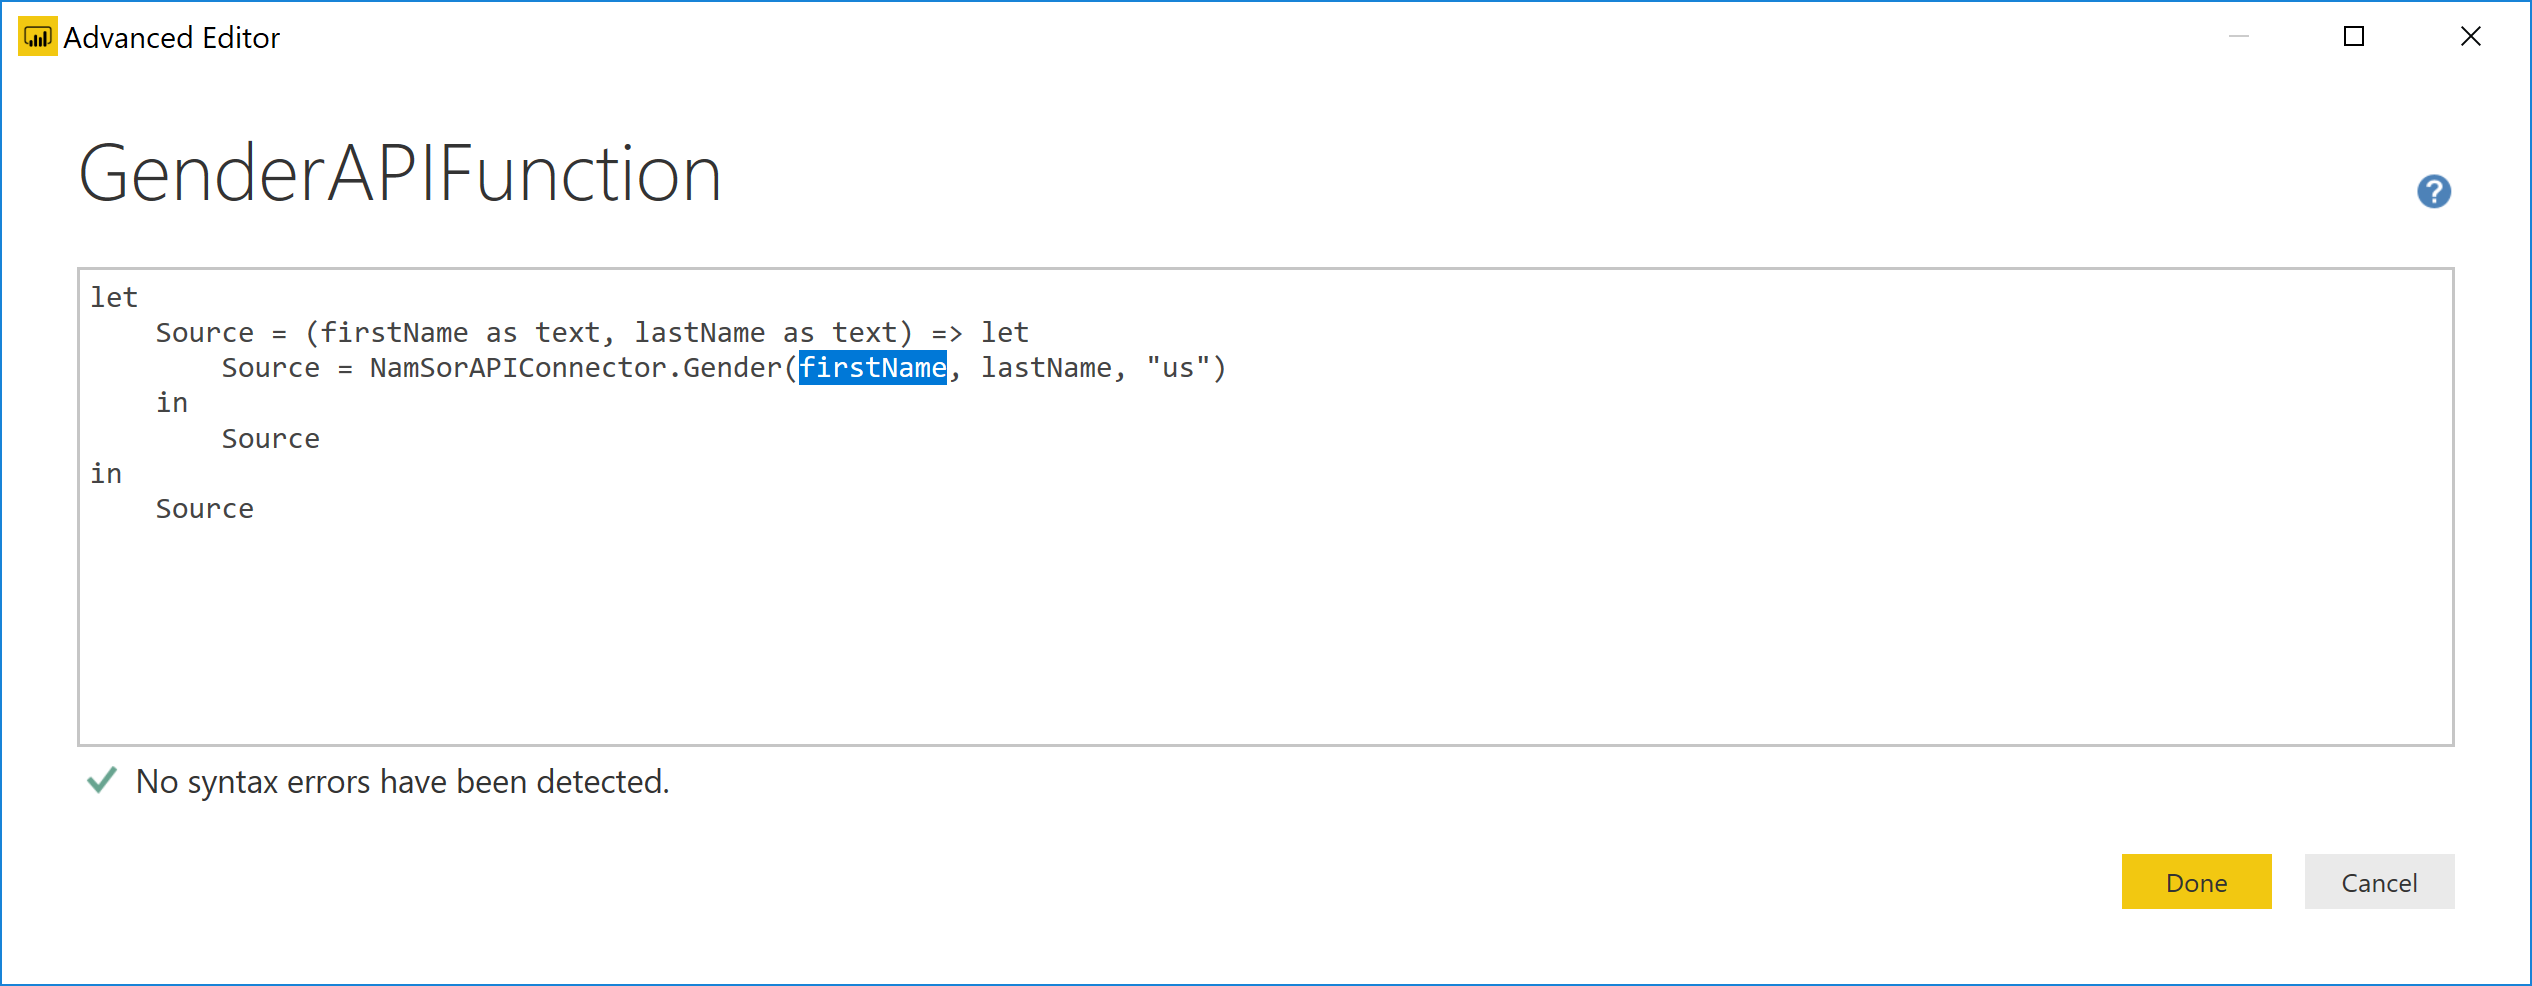 Advanced Editor
GenderAPIFunction
?
let
    Source = (firstName as text, lastName as text) => let
        Source = NamSorAPIConnector.Gender(firstName, lastName, "us")
    in
        Source
in
    Source
No syntax errors have been detected.
Done
Cancel